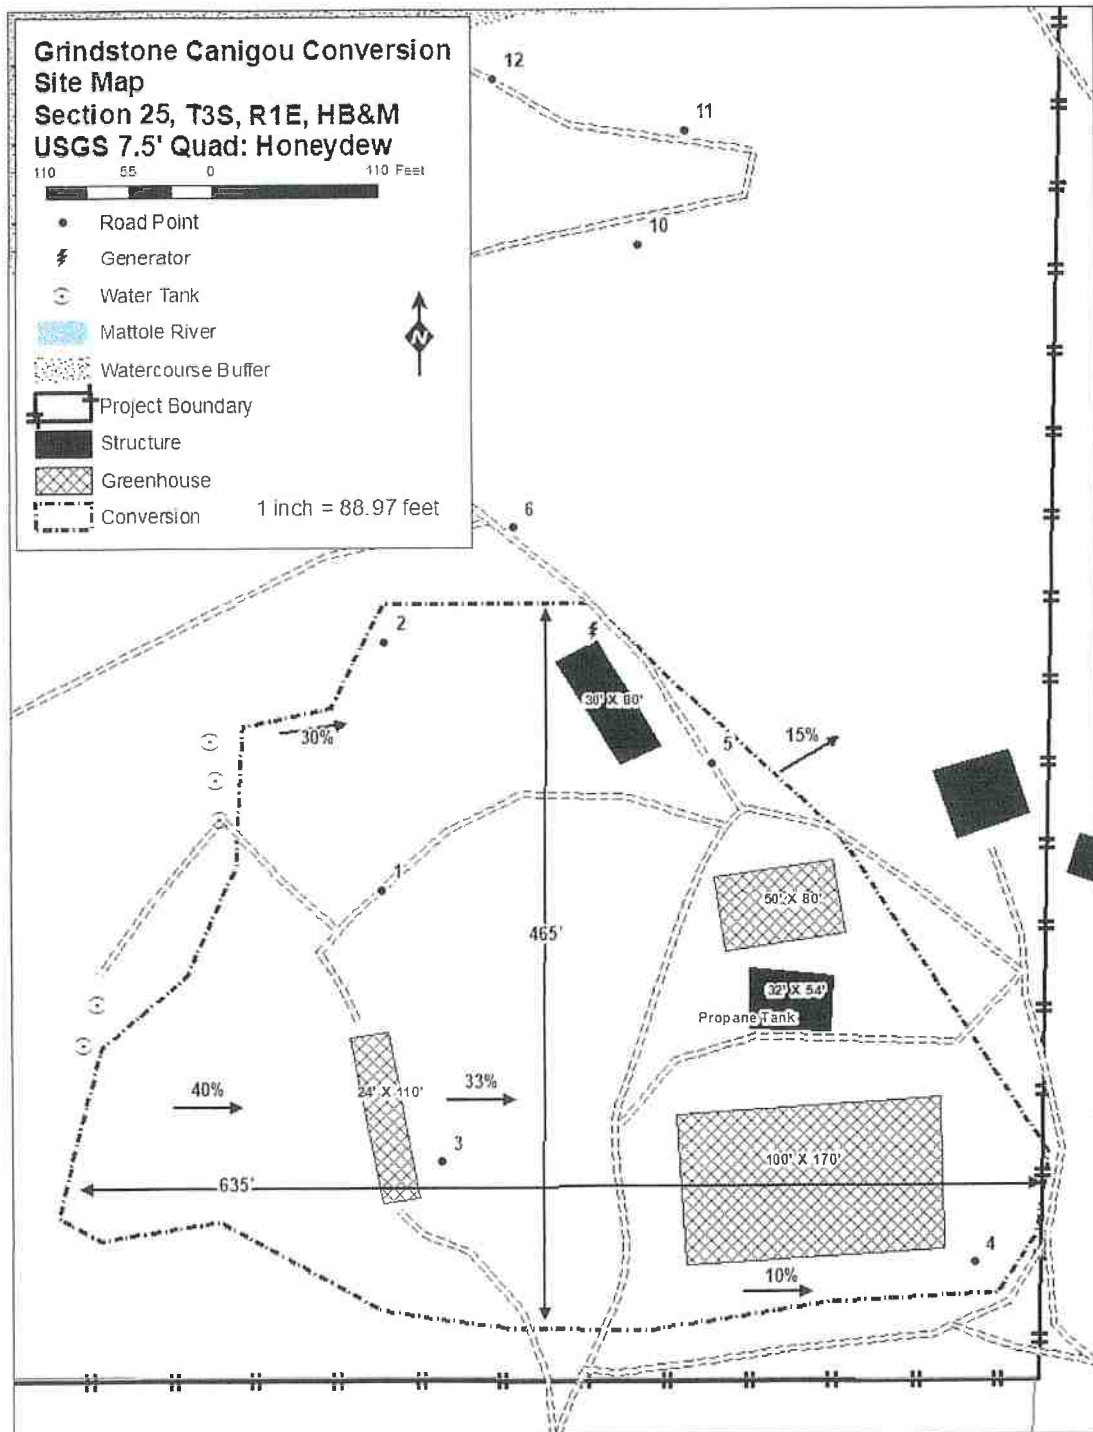 Grindstone Canigou Conversion
Site Map
Section 25, T3S, R1E, HB&M
USGS 7.5' Quad: Honeydew
110 55 0 110 Feet
Road Point
Generator
Water Tank
Mattole River
Watercourse Buffer
Project Boundary
Structure
Greenhouse
Conversion
1 inch = 88.97 feet
N
12
11
10
6
2
30' X 80'
30%
5
15%
1
50' X 80'
465'
32' X 54'
Propane Tank
40%
24' X 110'
33%
3
100' X 170'
635'
4
10%